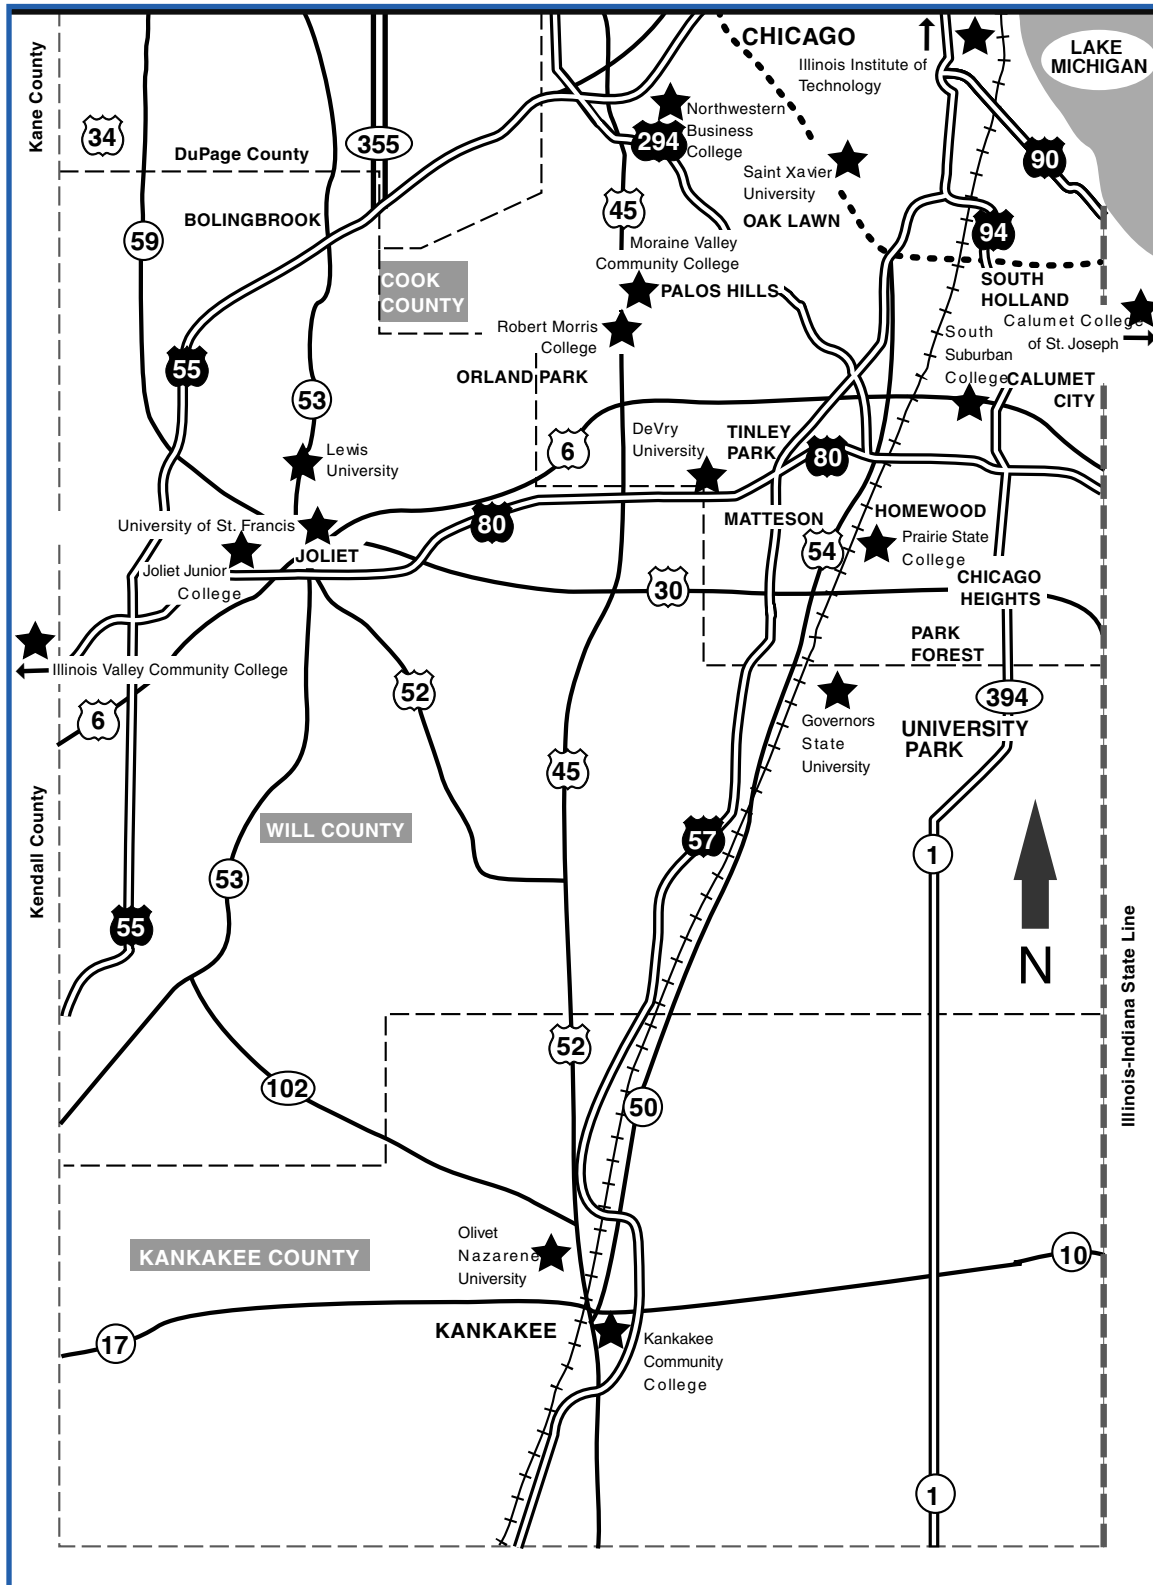 CHICAGO
Illinois Institute of
Technology
LAKE
MICHIGAN
Kane County
34
355
DuPage County
Northwestern
Business
College
294
90
Saint Xavier
University
BOLINGBROOK
59
45
OAK LAWN
94
Moraine Valley
Community College
COOK
COUNTY
PALOS HILLS
SOUTH
HOLLAND
Robert Morris
College
Calumet College
of St. Joseph
South
Suburban
College
55
ORLAND PARK
CALUMET
CITY
53
6
DeVry
University
TINLEY
PARK
80
Lewis
University
University of St. Francis
80
MATTESON
HOMEWOOD
JOLIET
54
Prairie State
College
Joliet Junior
College
30
CHICAGO
HEIGHTS
PARK
FOREST
Illinois Valley Community College
52
394
6
Governors
State
University
UNIVERSITY
PARK
45
Kendall County
WILL COUNTY
57
1
53
55
N
Illinois-Indiana State Line
52
102
50
Olivet
Nazarene
University
KANKAKEE COUNTY
10
17
KANKAKEE
Kankakee
Community
College
1